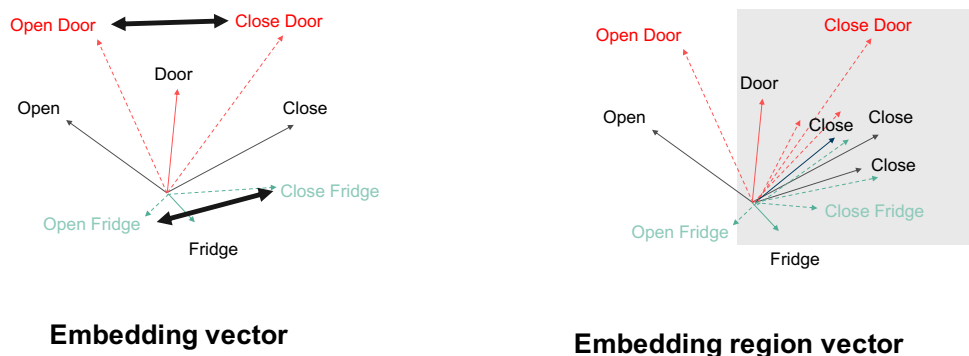 Open Door
Close Door
Door
Open
Close
Close Fridge
Open Fridge
Fridge
Embedding vector
Close Door
Open Door
Door
Open
Close
Close
Close
Close Fridge
Open Fridge
Fridge
Embedding region vector